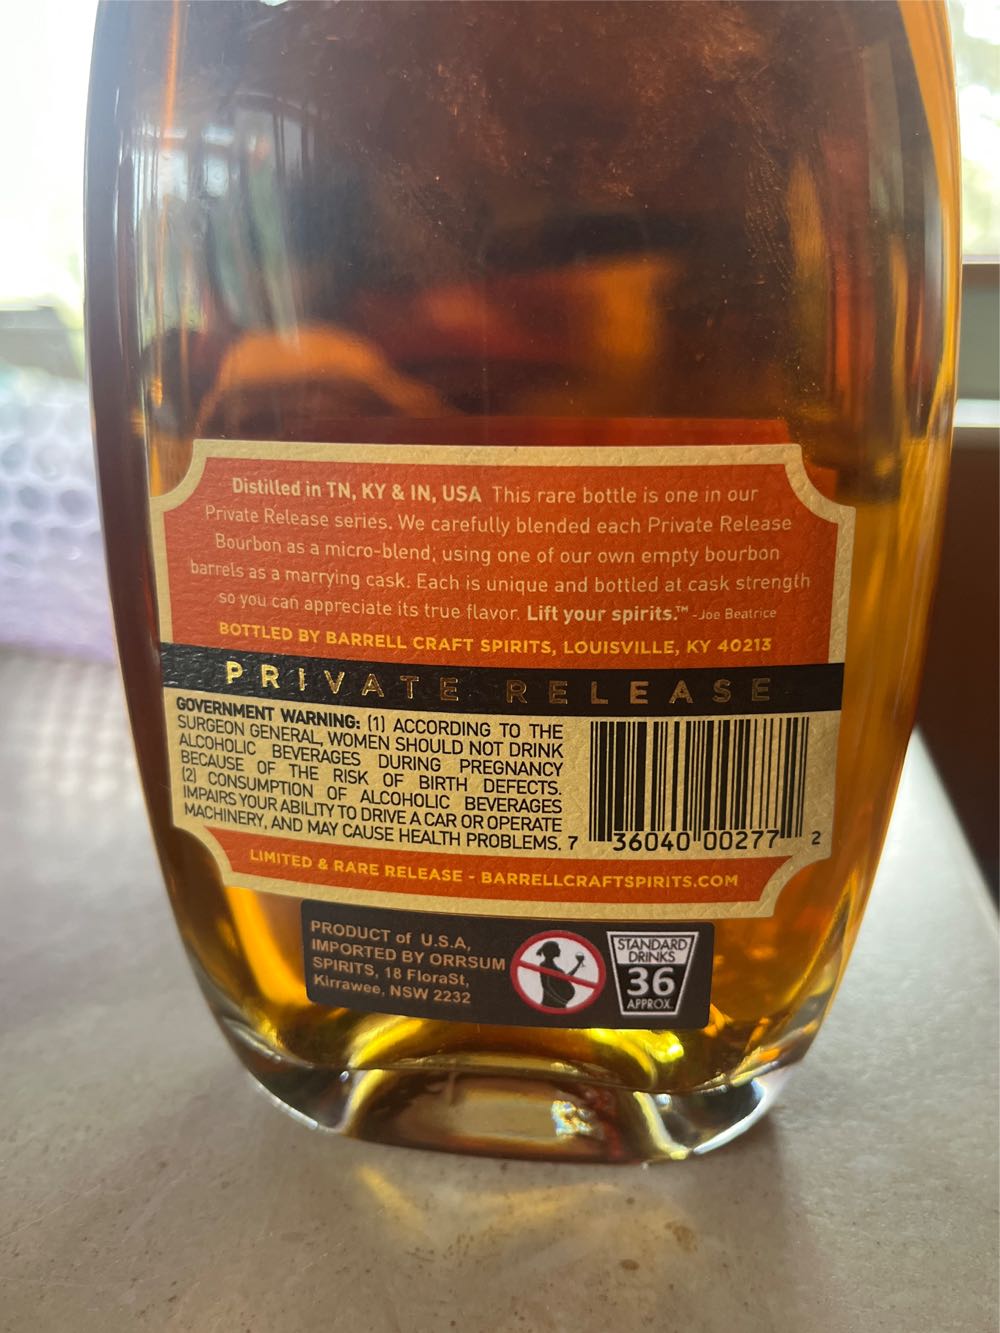 Distilled in TN, KY & IN, USA This rare bottle is one in our
Private Release series. We carefully blended each Private Release
Bourbon as a micro-blend, using one of our own empty bourbon
barrels as a marrying cask. Each is unique and bottled at cask strength
so you can appreciate its true flavor. Lift your spirits.™ -Joe Beatrice
BOTTLED BY BARRELL CRAFT SPIRITS, LOUISVILLE, KY 40213
PRIVATE RELEASE
GOVERNMENT WARNING: (1) ACCORDING TO THE
SURGEON GENERAL, WOMEN SHOULD NOT DRINK
ALCOHOLIC BEVERAGES DURING PREGNANCY
BECAUSE OF THE RISK OF BIRTH DEFECTS.
(2) CONSUMPTION OF ALCOHOLIC BEVERAGES
IMPAIRS YOUR ABILITY TO DRIVE A CAR OR OPERATE
MACHINERY, AND MAY CAUSE HEALTH PROBLEMS.
7 36040 00277 2
LIMITED & RARE RELEASE - BARRELLCRAFTSPIRITS.COM
PRODUCT of U.S.A,
IMPORTED BY ORRSUM
SPIRITS, 18 FloraSt,
Kirrawee, NSW 2232
STANDARD
DRINKS
36
APPROX.